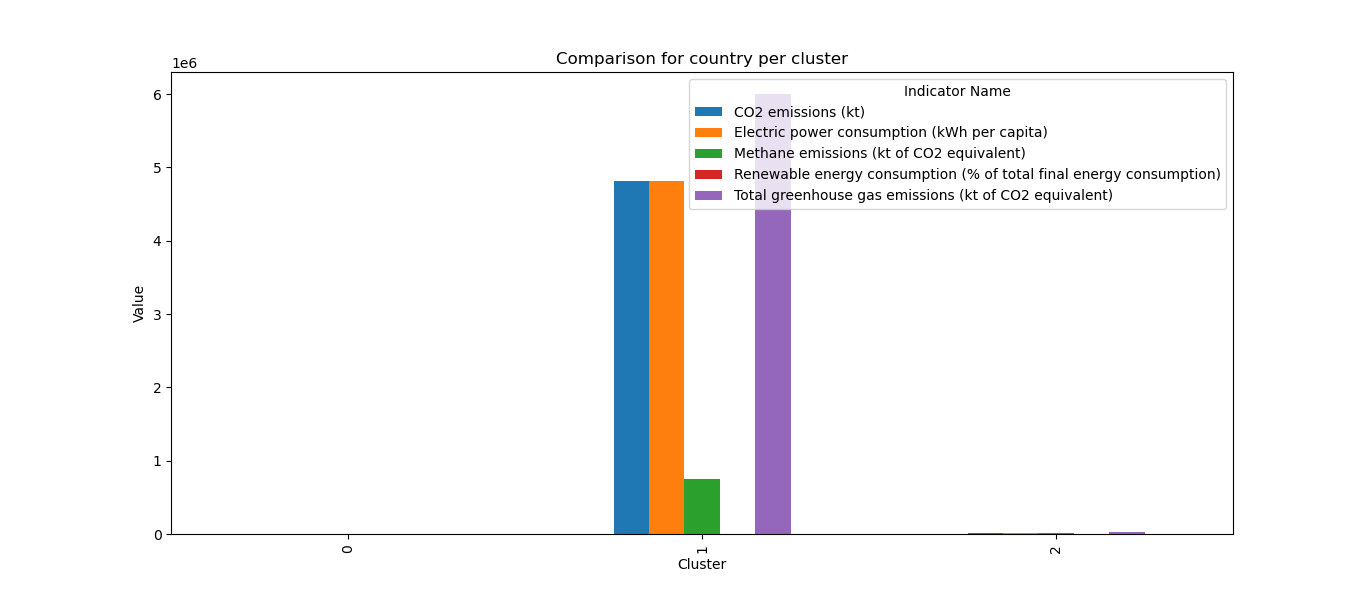 Comparison for country per cluster
1e6
Indicator Name
CO2 emissions (kt)
Electric power consumption (kWh per capita)
Methane emissions (kt of CO2 equivalent)
Renewable energy consumption (% of total final energy consumption)
Total greenhouse gas emissions (kt of CO2 equivalent)
6
5
4
3
2
1
0
Value
0
1
2
Cluster